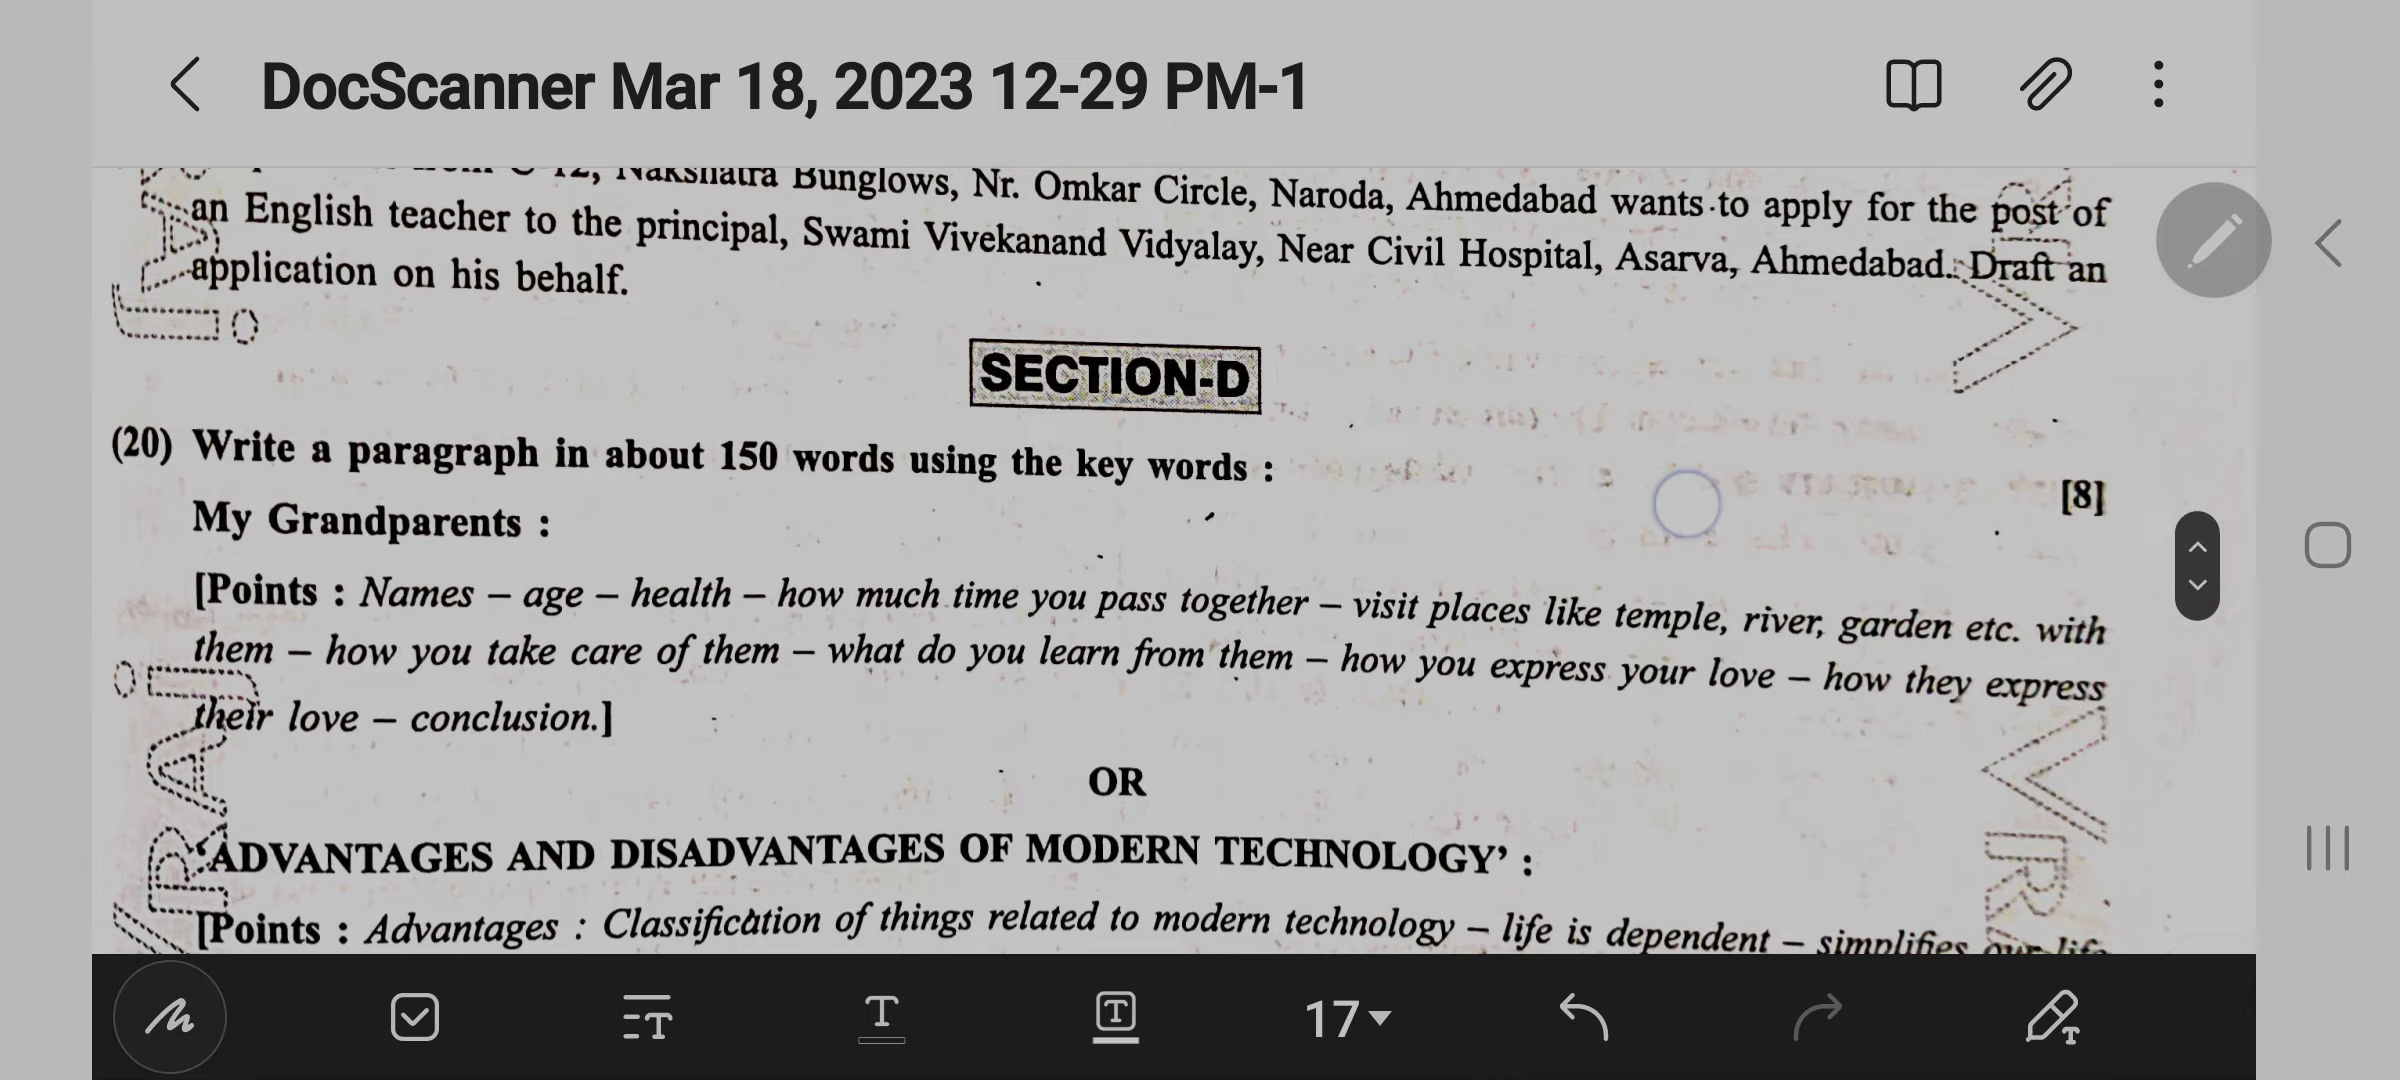 DocScanner Mar 18, 2023 12-29 PM-1
12, Nakshatra Bunglows, Nr. Omkar Circle, Naroda, Ahmedabad wants to apply for the post of
an English teacher to the principal, Swami Vivekanand Vidyalay, Near Civil Hospital, Asarva, Ahmedabad. Draft an
application on his behalf.
SECTION-D
(20) Write a paragraph in about 150 words using the key words :
[8]
My Grandparents :
[Points : Names – age – health – how much time you pass together – visit places like temple, river, garden etc. with
them – how you take care of them – what do you learn from them – how you express your love – how they express
their love – conclusion.]
OR
'ADVANTAGES AND DISADVANTAGES OF MODERN TECHNOLOGY' :
[Points : Advantages : Classification of things related to modern technology – life is dependent – simplifies our life
17